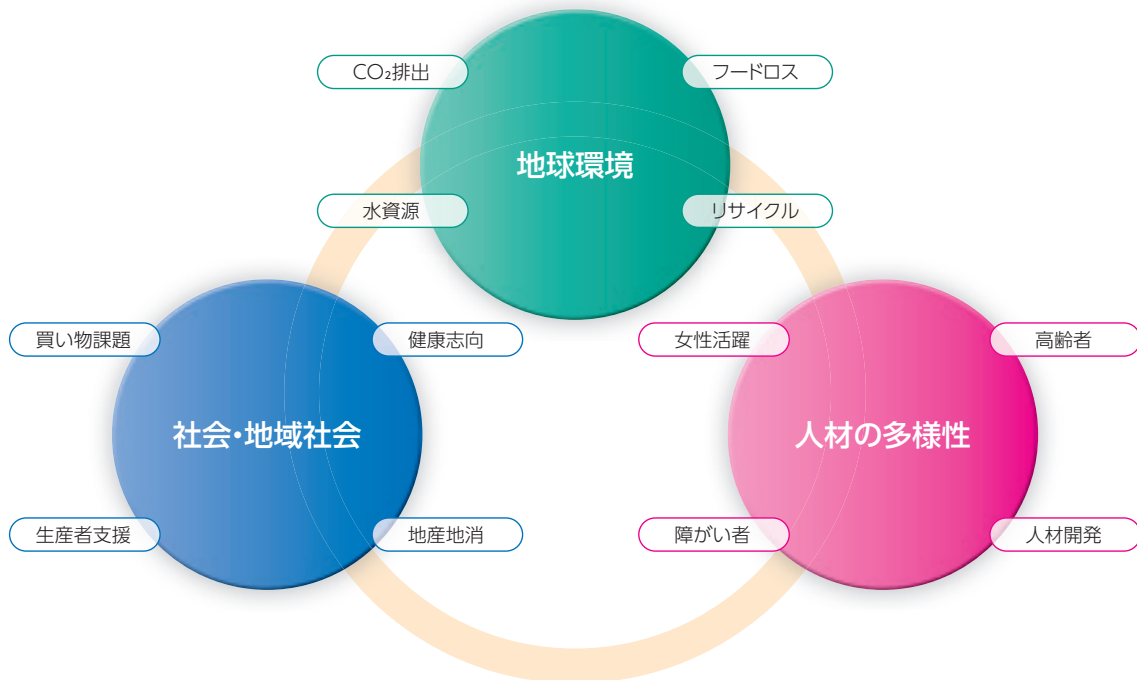 CO₂排出
フードロス
地球環境
水資源
リサイクル
買い物課題
健康志向
社会・地域社会
生産者支援
地産地消
女性活躍
高齢者
人材の多様性
障がい者
人材開発